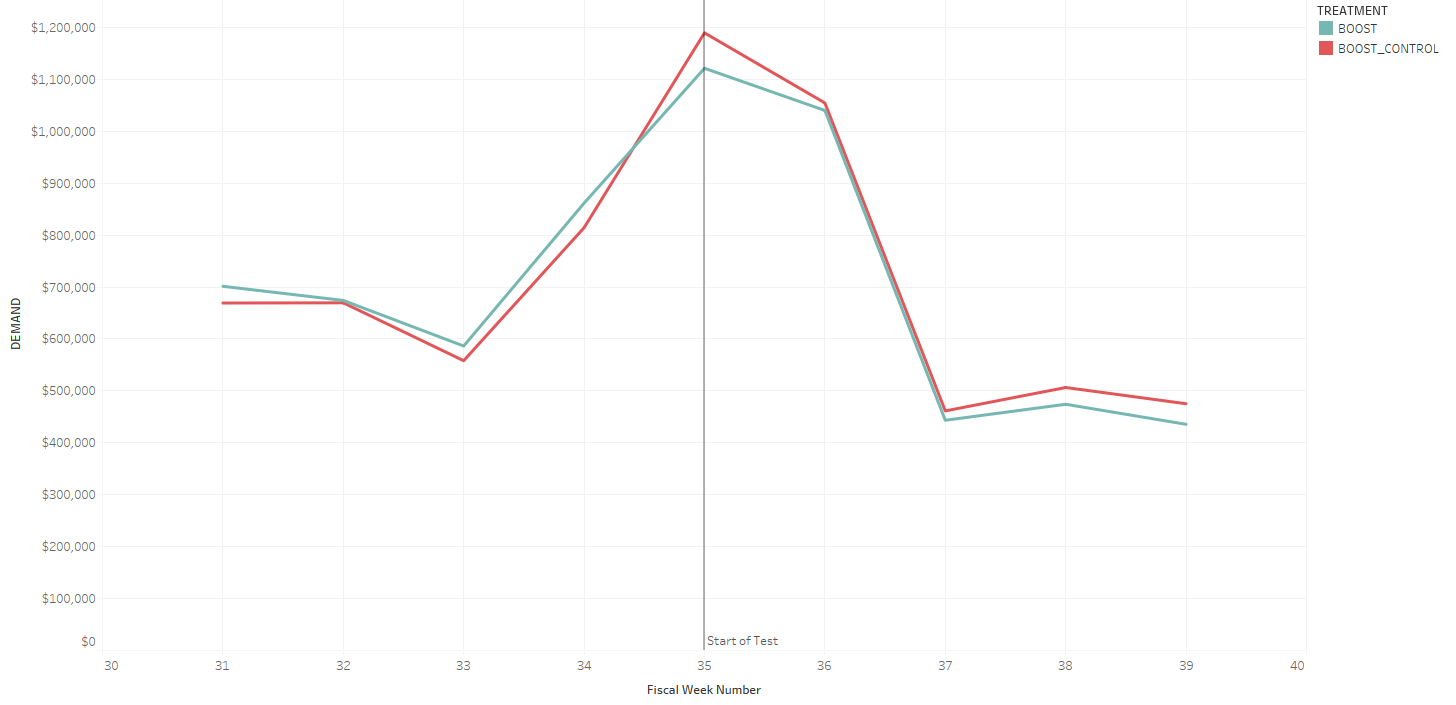 TREATMENT
BOOST
BOOST_CONTROL
$1,200,000
$1,100,000
$1,000,000
$900,000
$800,000
$700,000
$600,000
$500,000
$400,000
$300,000
$200,000
$100,000
$0
DEMAND
Start of Test
30 31 32 33 34 35 36 37 38 39 40
Fiscal Week Number